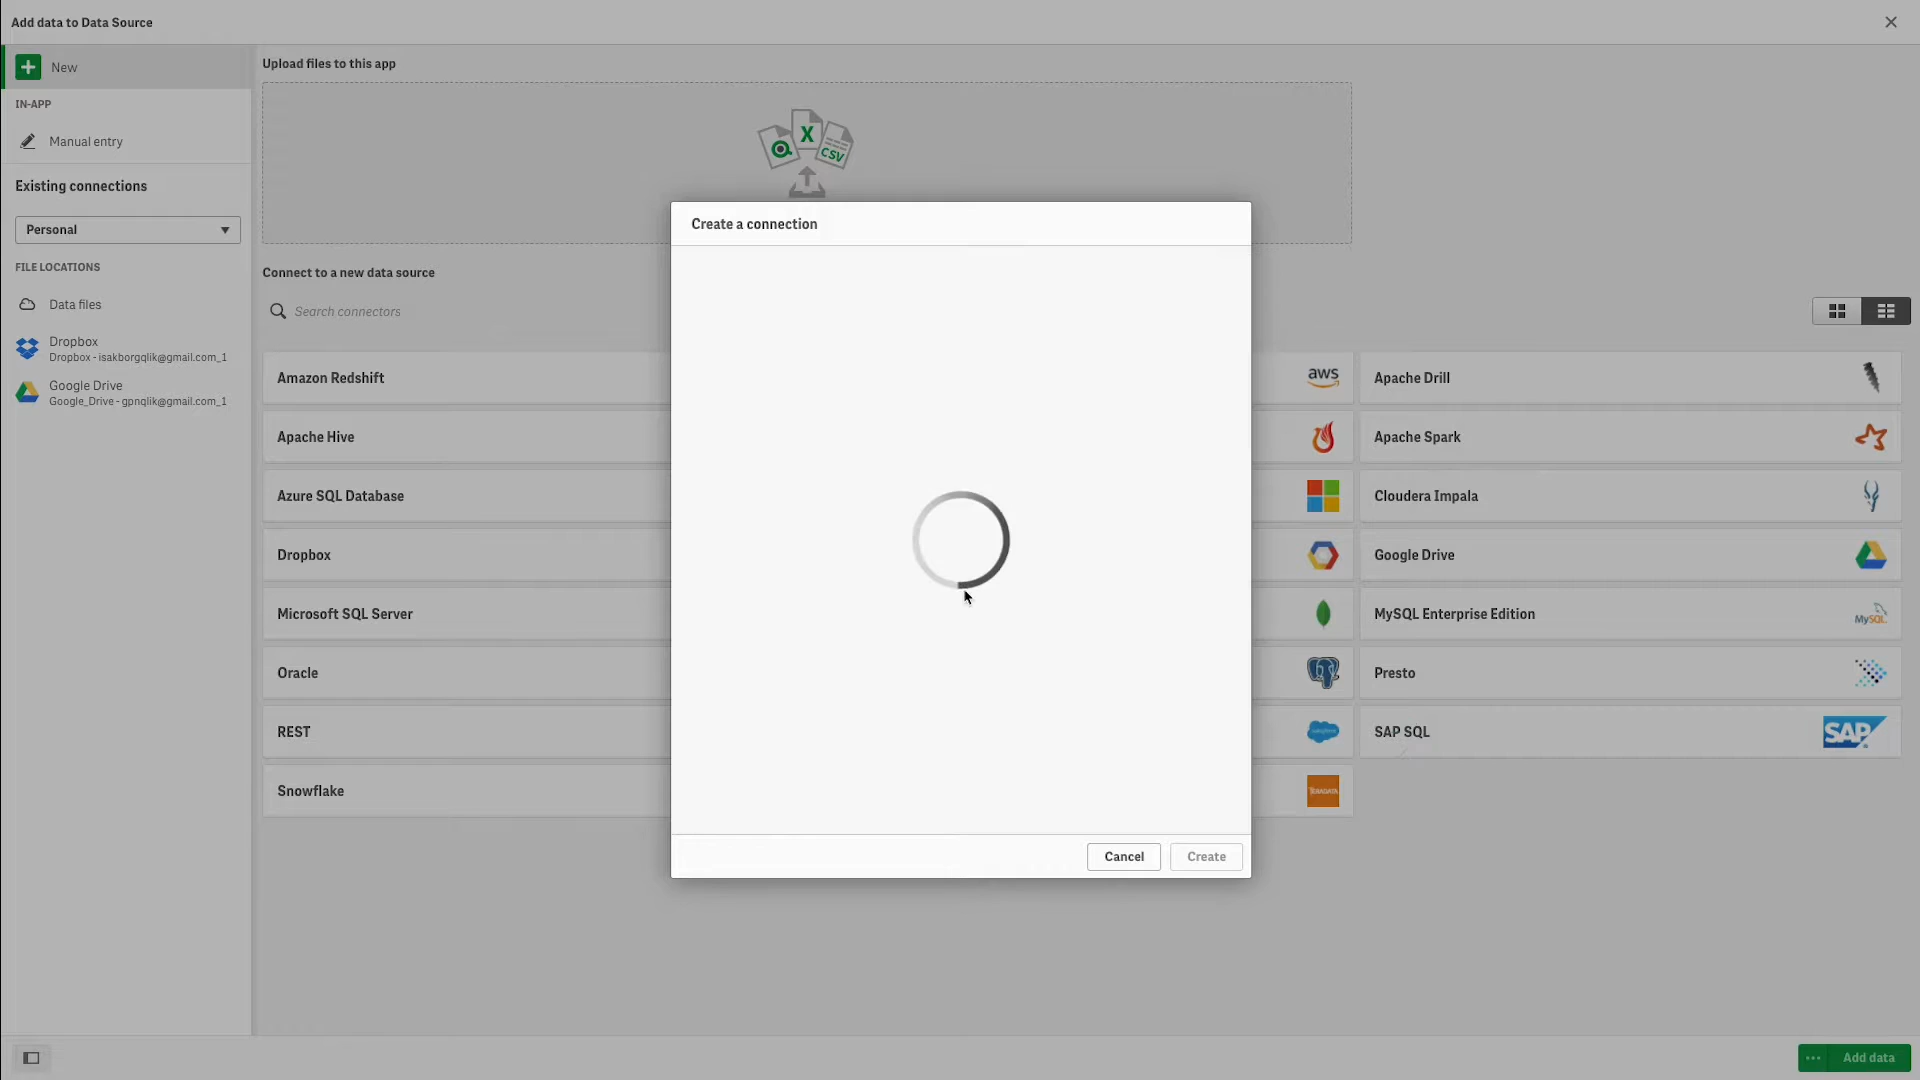 Add data to Data Source
New
IN-APP
Manual entry
Existing connections
Personal
FILE LOCATIONS
Data files
Dropbox
Dropbox - isakborgqlik@gmail.com_1
Google Drive
Google_Drive - gpnqlik@gmail.com_1
Upload files to this app
X
CSV
Connect to a new data source
Search connectors
Amazon Redshift
aws
Apache Drill
Apache Hive
Apache Spark
Azure SQL Database
Cloudera Impala
Dropbox
Google Drive
Microsoft SQL Server
MySQL Enterprise Edition
MySQL
Oracle
Presto
REST
salesforce
SAP SQL
SAP
Snowflake
TERADATA
Create a connection
Cancel
Create
Add data